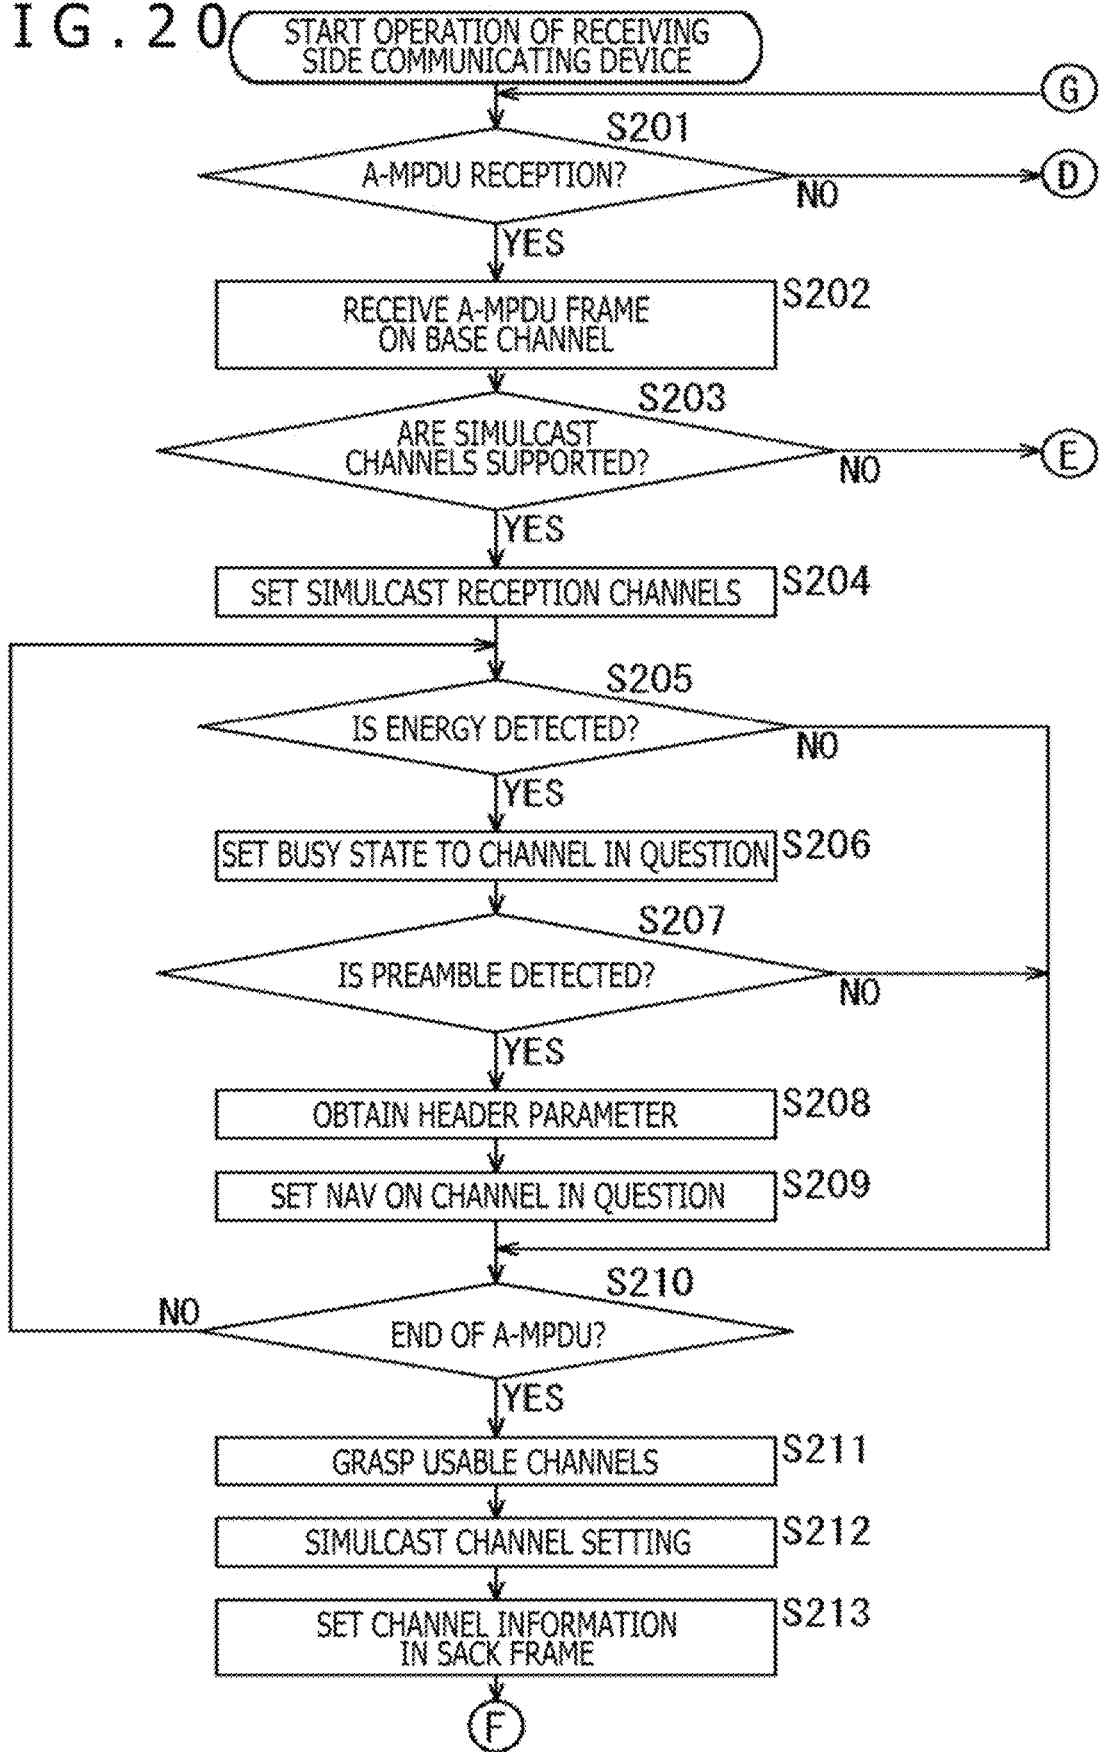 IG.20
START OPERATION OF RECEIVING
SIDE COMMUNICATING DEVICE
G
S201
A-MPDU RECEPTION?
NO
D
YES
S202
RECEIVE A-MPDU FRAME
ON BASE CHANNEL
S203
ARE SIMULCAST
CHANNELS SUPPORTED?
NO
E
YES
S204
SET SIMULCAST RECEPTION CHANNELS
S205
IS ENERGY DETECTED?
NO
YES
S206
SET BUSY STATE TO CHANNEL IN QUESTION
S207
IS PREAMBLE DETECTED?
NO
YES
S208
OBTAIN HEADER PARAMETER
S209
SET NAV ON CHANNEL IN QUESTION
S210
NO
END OF A-MPDU?
YES
S211
GRASP USABLE CHANNELS
S212
SIMULCAST CHANNEL SETTING
S213
SET CHANNEL INFORMATION
IN SACK FRAME
F